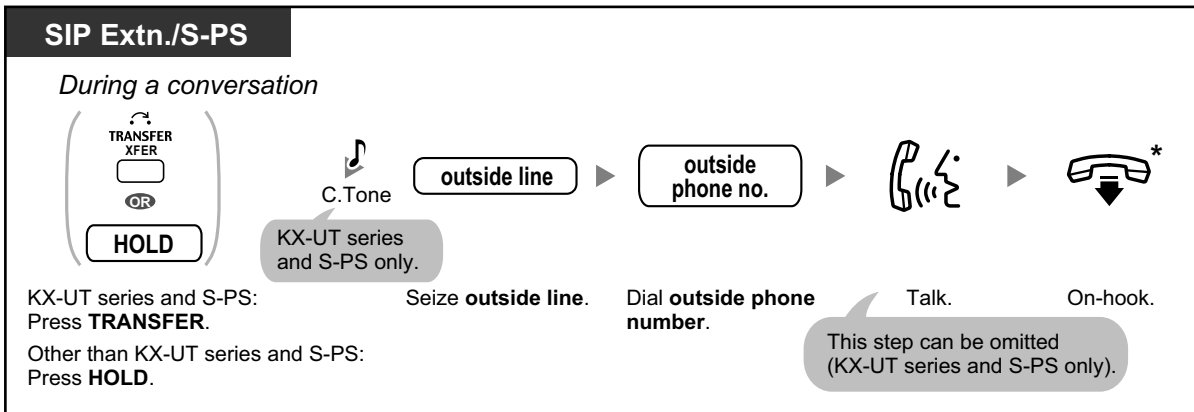 SIP Extn./S-PS
During a conversation
TRANSFER
XFER
OR
HOLD
C.Tone
KX-UT series
and S-PS only.
outside line
outside
phone no.
*
KX-UT series and S-PS:
Press TRANSFER.
Other than KX-UT series and S-PS:
Press HOLD.
Seize outside line.
Dial outside phone
number.
Talk.
This step can be omitted
(KX-UT series and S-PS only).
On-hook.